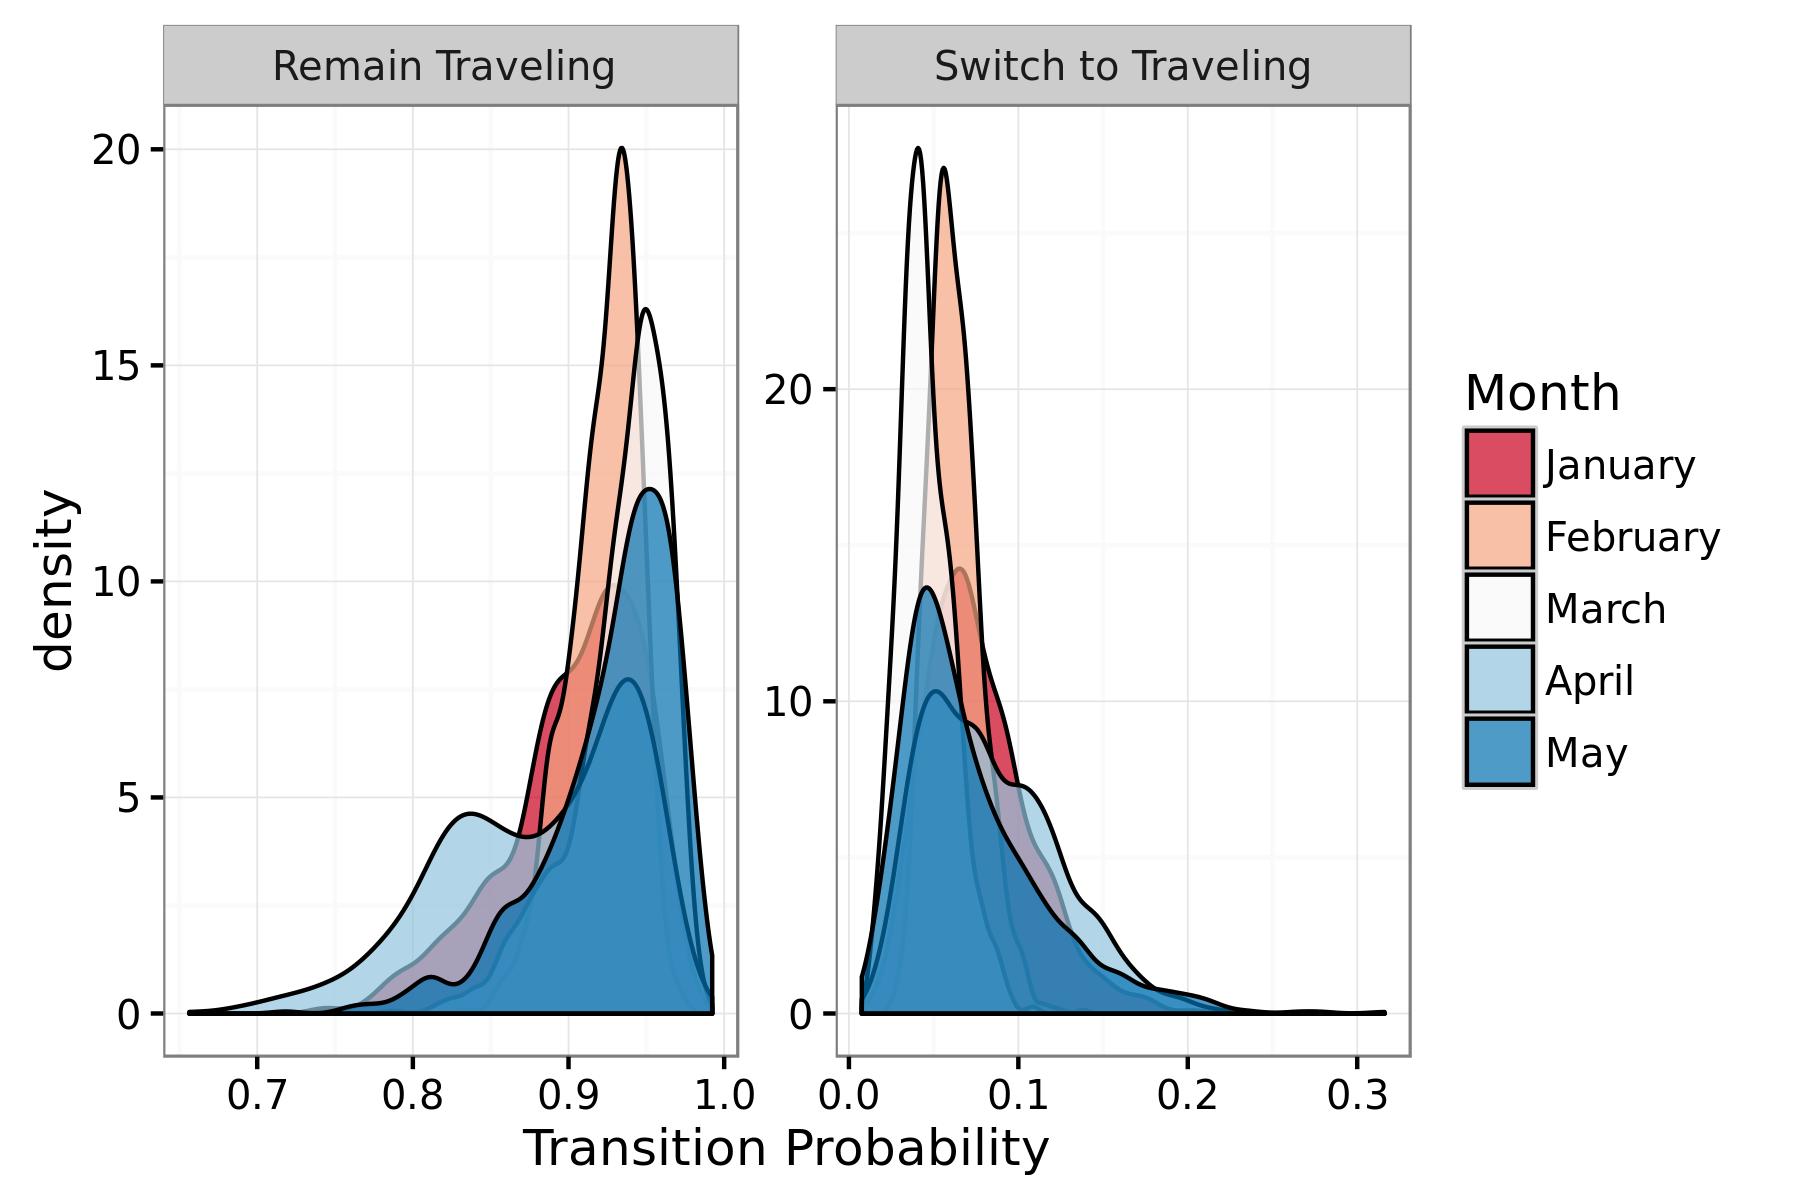 Remain Traveling
Switch to Traveling
20
15
10
5
0
density
20
10
0
0.7 0.8 0.9 1.0
0.0 0.1 0.2 0.3
Transition Probability
Month
January
February
March
April
May